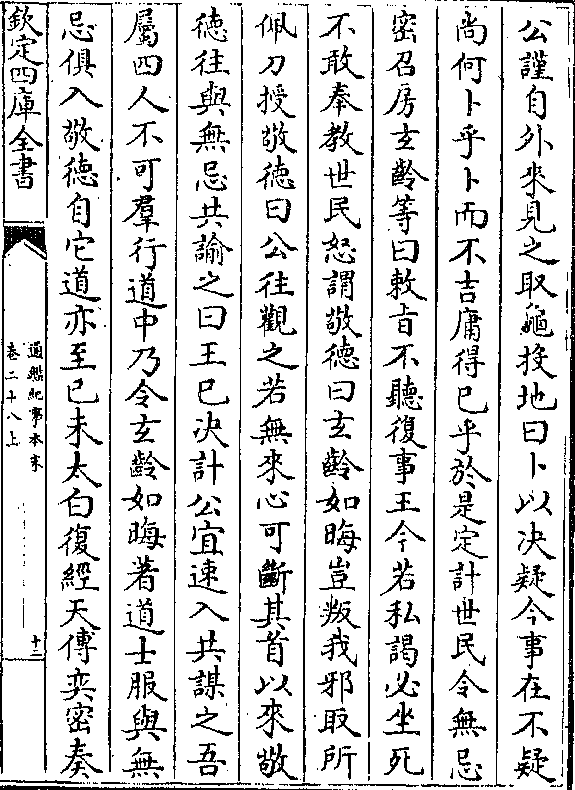 公謹自外來見之取龜投地曰卜以决疑今事在不疑
尚何卜乎卜而不吉庸得已乎於是定計世民令無忌
密召房玄齡等曰敕㫖不聽復事王今若私謁必坐死
不敢奉教世民怒謂敬徳曰玄齡如晦豈叛我邪取所
佩刀授敬徳曰公往觀之若無來心可斷其首以來敬
徳往與無忌共諭之曰王已决計公宜速入共謀之吾
屬四人不可羣行道中乃令玄齡如晦著道士服與無
忌俱入敬徳自它道亦至已未太白復經天傅奕密奏
欽定四庫全書
通鑑紀事本末
卷二十八上
十二